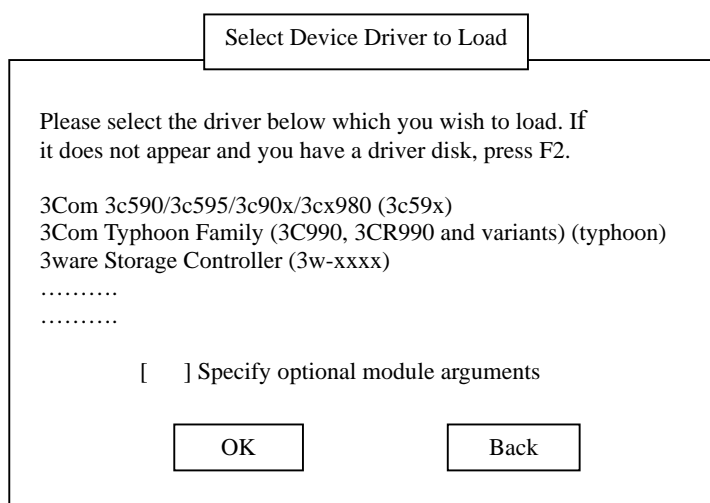 Select Device Driver to Load
Please select the driver below which you wish to load. If
it does not appear and you have a driver disk, press F2.
3Com 3c590/3c595/3c90x/3cx980 (3c59x)
3Com Typhoon Family (3C990, 3CR990 and variants) (typhoon)
3ware Storage Controller (3w-xxxx)
……….
……….
[    ] Specify optional module arguments
OK
Back